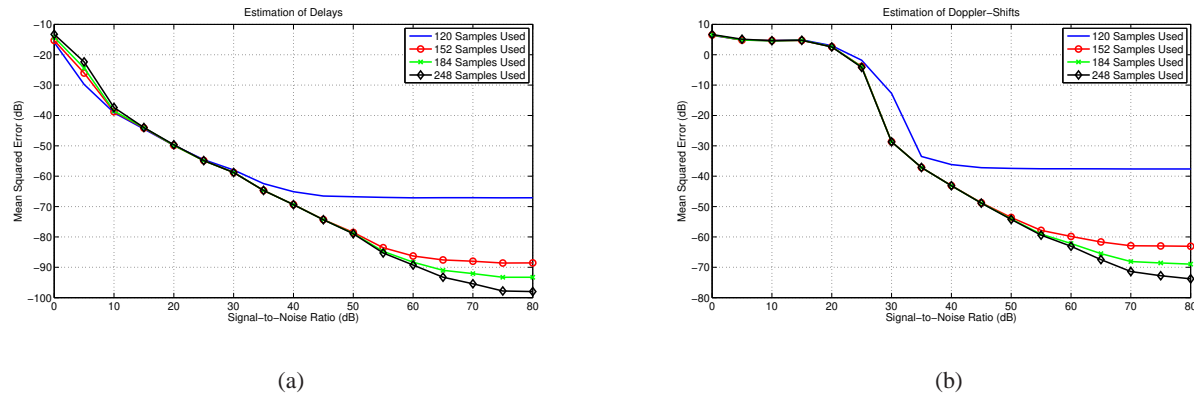 Estimation of Delays
Mean Squared Error (dB)
−10
−20
−30
−40
−50
−60
−70
−80
−90
−100
0 10 20 30 40 50 60 70 80
Signal−to−Noise Ratio (dB)
120 Samples Used
152 Samples Used
184 Samples Used
248 Samples Used
(a)
Estimation of Doppler−Shifts
Mean Squared Error (dB)
10
0
−10
−20
−30
−40
−50
−60
−70
−80
0 10 20 30 40 50 60 70 80
Signal−to−Noise Ratio (dB)
120 Samples Used
152 Samples Used
184 Samples Used
248 Samples Used
(b)